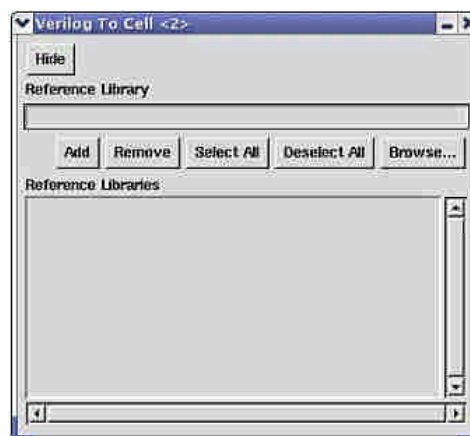 Verilog To Cell <2>
Hide
Reference Library
Add Remove Select All Deselect All Browse...
Reference Libraries